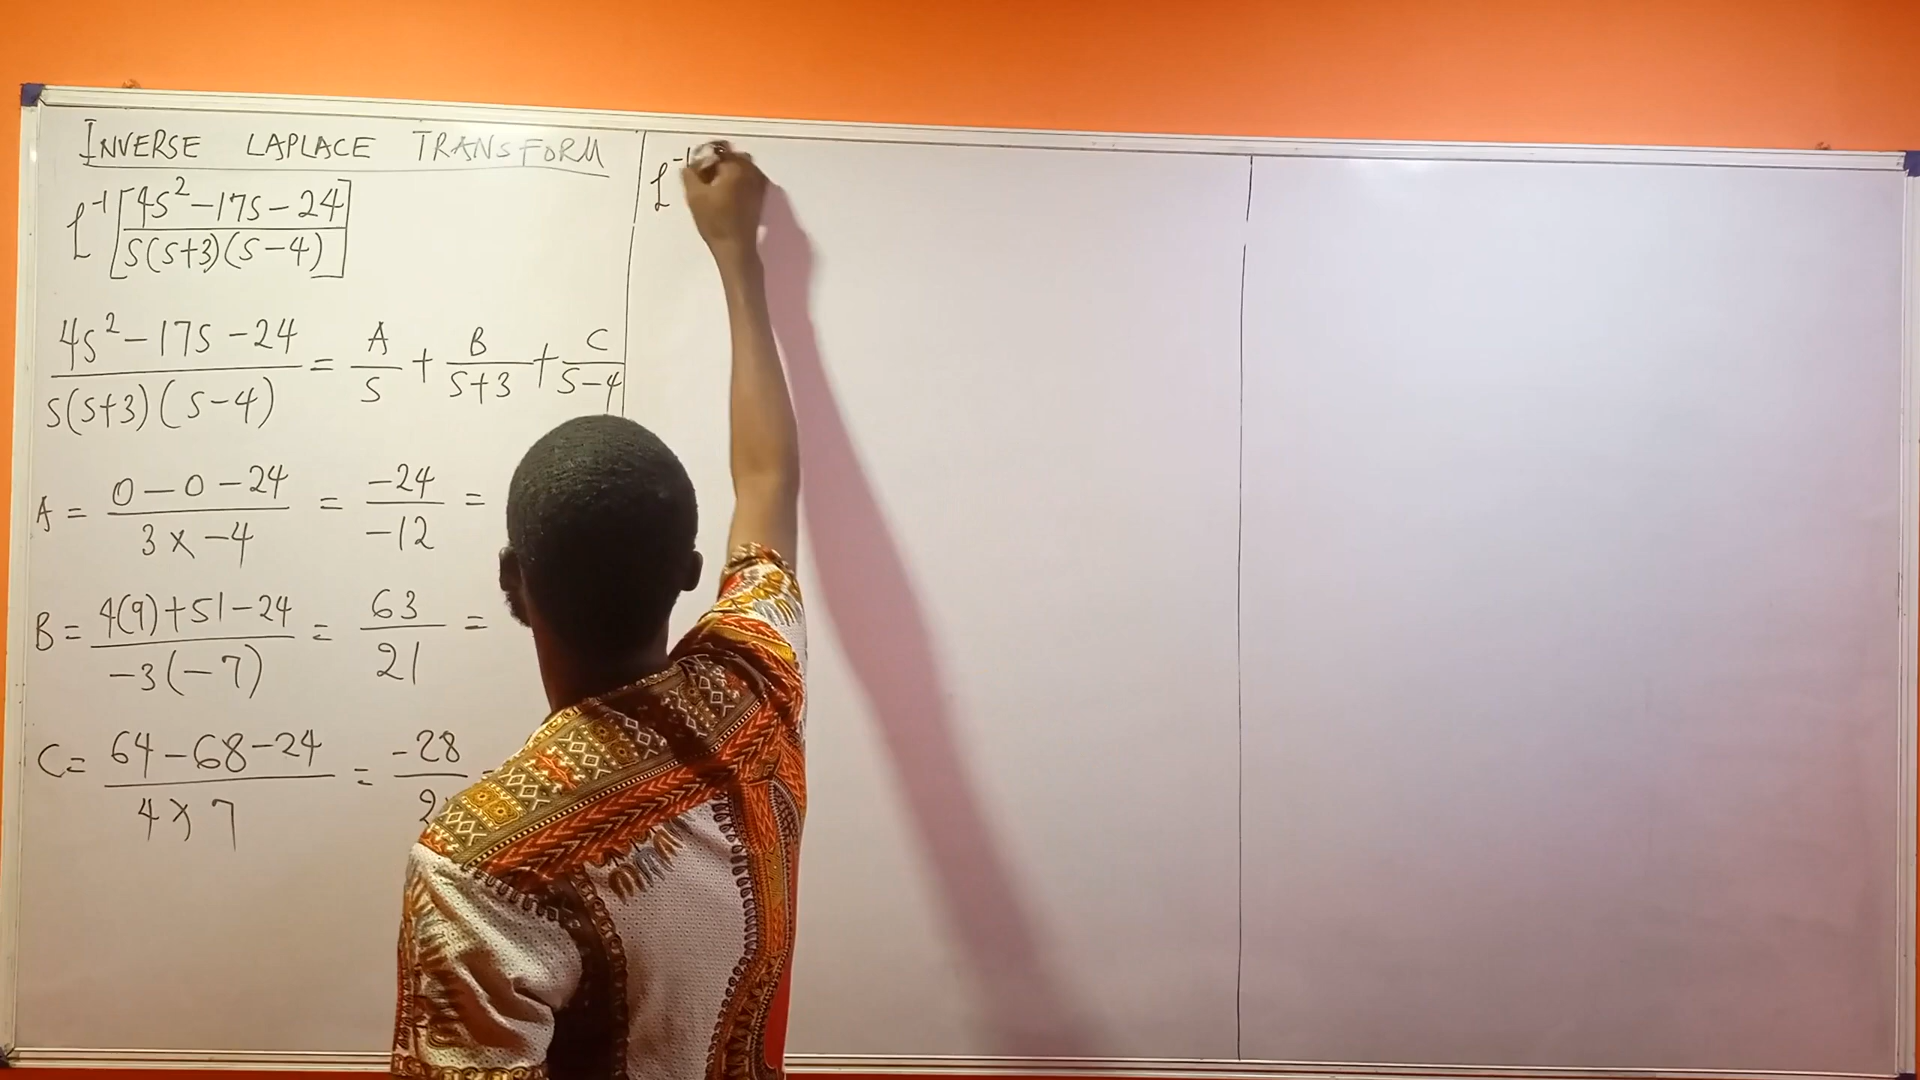 INVERSE LAPLACE TRANSFORM
ℒ⁻¹[4s²-17s-24 / s(s+3)(s-4)]
4s²-17s-24 / s(s+3)(s-4) = A/s + B/s+3 + C/s-4
A = 0-0-24 / 3×-4 = -24/-12 =
B = 4(9)+51-24 / -3(-7) = 63/21 =
C = 64-68-24 / 4×7 = -28/2
ℒ⁻¹